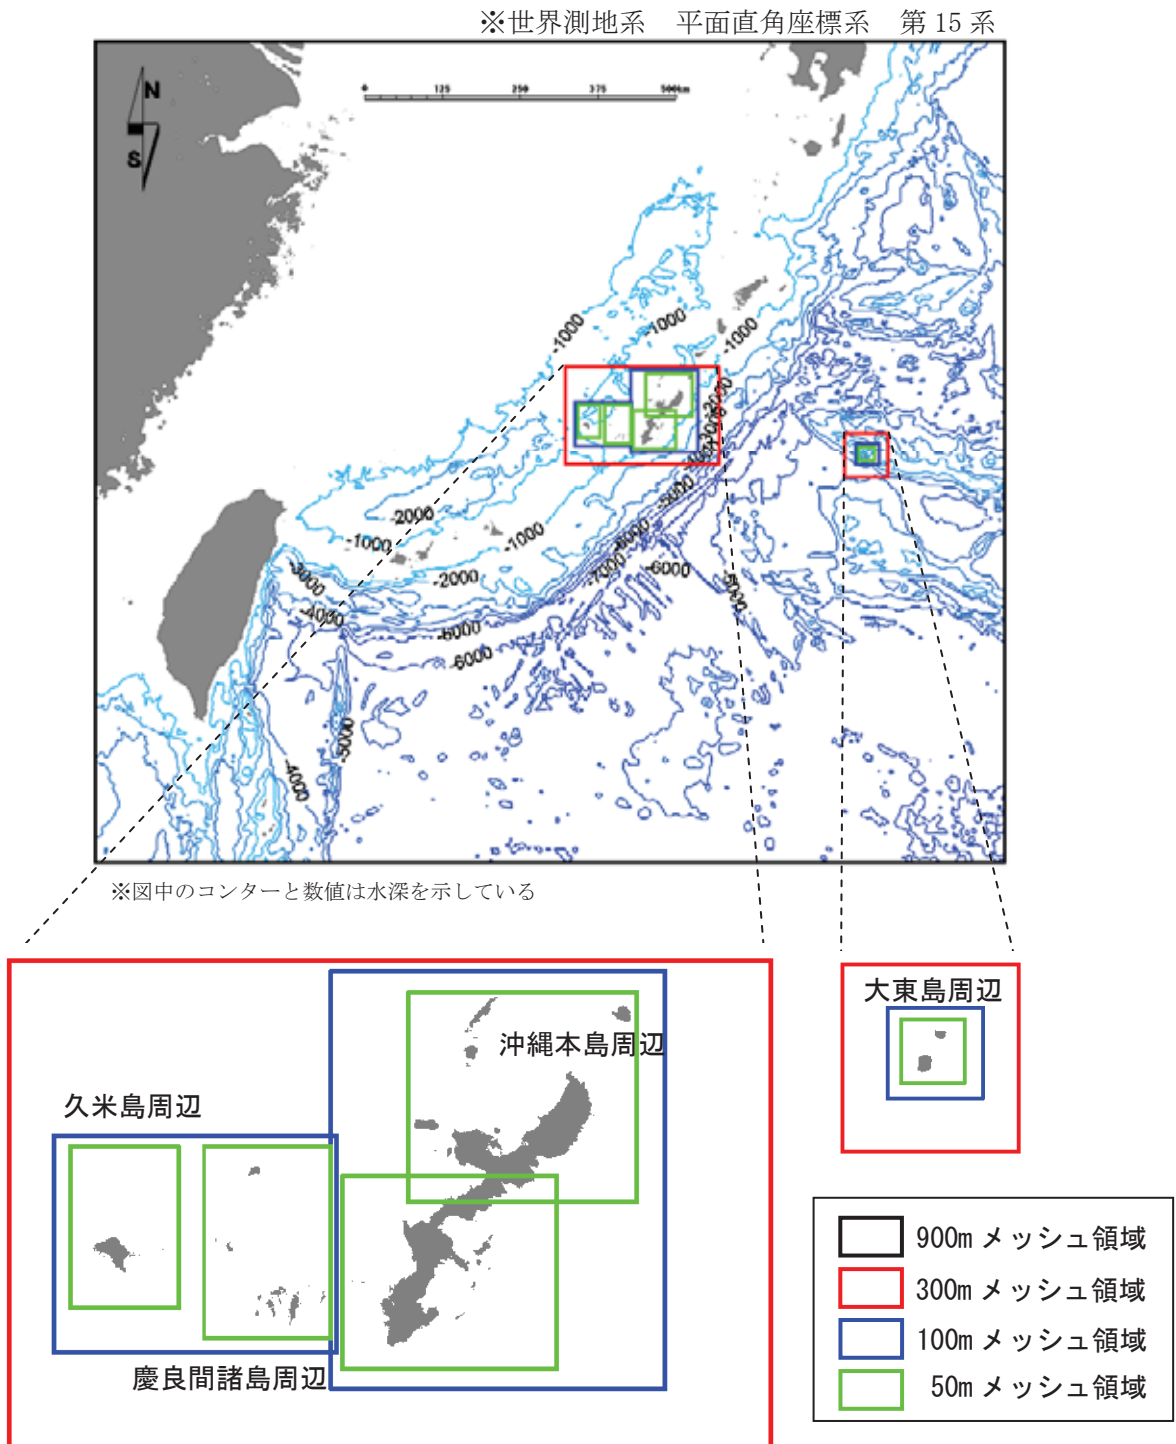 ※世界測地系　平面直角座標系　第 15 系
N
S
0 125 250 375 500km
-1000
-1000
-1000
-2000
-5000
-2000
-1000
-1000
-6000
-7000
-6000
-5000
-3000
-2000
-4000
-6000
-6000
-5000
-4000
※図中のコンターと数値は水深を示している
大東島周辺
沖縄本島周辺
久米島周辺
慶良間諸島周辺
900m メッシュ領域
300m メッシュ領域
100m メッシュ領域
50m メッシュ領域